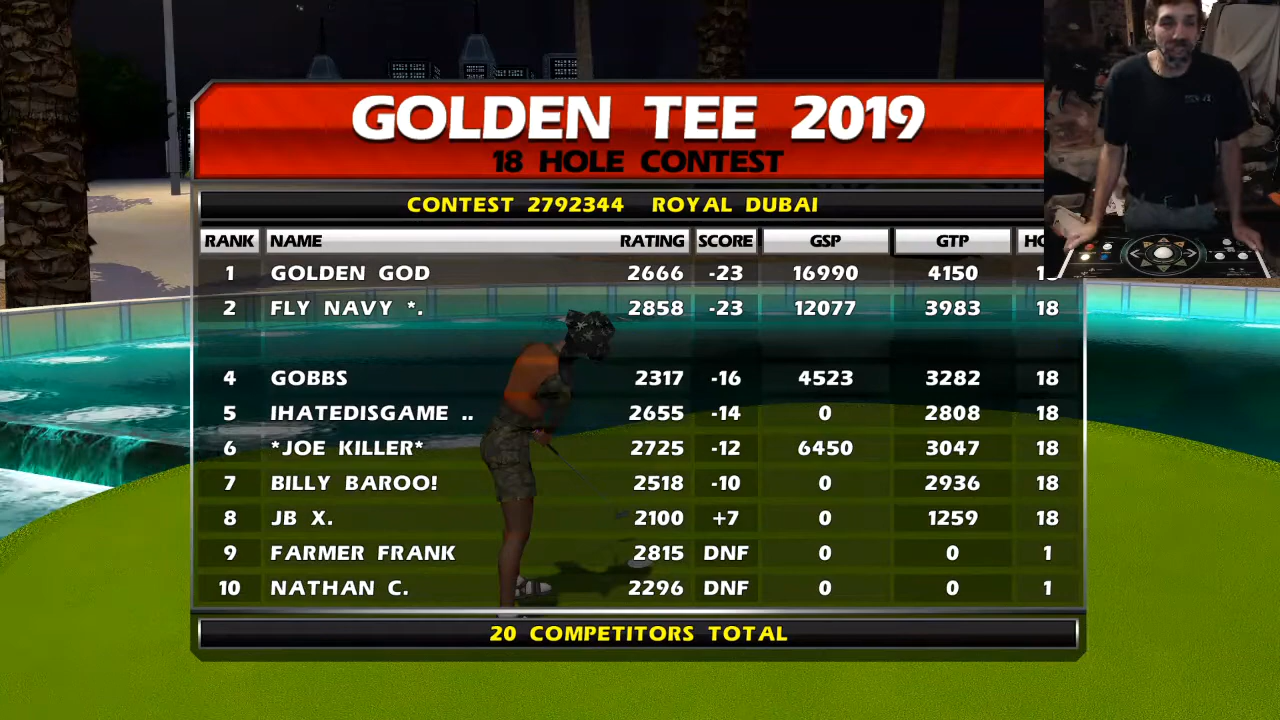 GOLDEN TEE 2019
18 HOLE CONTEST
CONTEST 2792344 ROYAL DUBAI
RANK NAME RATING SCORE GSP GTP
1 GOLDEN GOD 2666 -23 16990 4150
2 FLY NAVY *. 2858 -23 12077 3983 18
4 GOBBS 2317 -16 4523 3282 18
5 IHATEDISGAME .. 2655 -14 0 2808 18
6 *JOE KILLER* 2725 -12 6450 3047 18
7 BILLY BAROO! 2518 -10 0 2936 18
8 JB X. 2100 +7 0 1259 18
9 FARMER FRANK 2815 DNF 0 0 1
10 NATHAN C. 2296 DNF 0 0 1
20 COMPETITORS TOTAL